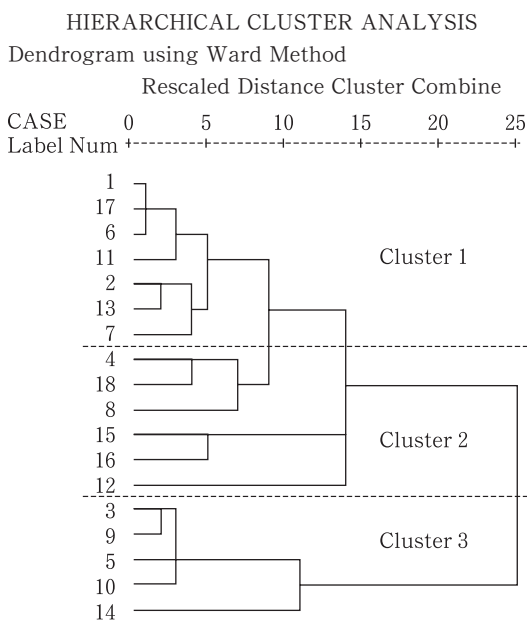 HIERARCHICAL CLUSTER ANALYSIS
Dendrogram using Ward Method
Rescaled Distance Cluster Combine
CASE 0 5 10 15 20 25
Label Num
1
17
6
11
Cluster 1
2
13
7
4
18
8
15
Cluster 2
16
12
3
9
Cluster 3
5
10
14